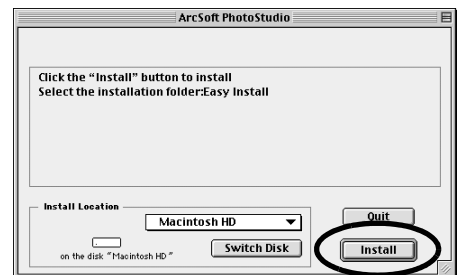 ArcSoft PhotoStudio
Click the “Install” button to install
Select the installation folder:Easy Install
Install Location
Macintosh HD
Quit
on the disk “Macintosh HD ”
Switch Disk
Install